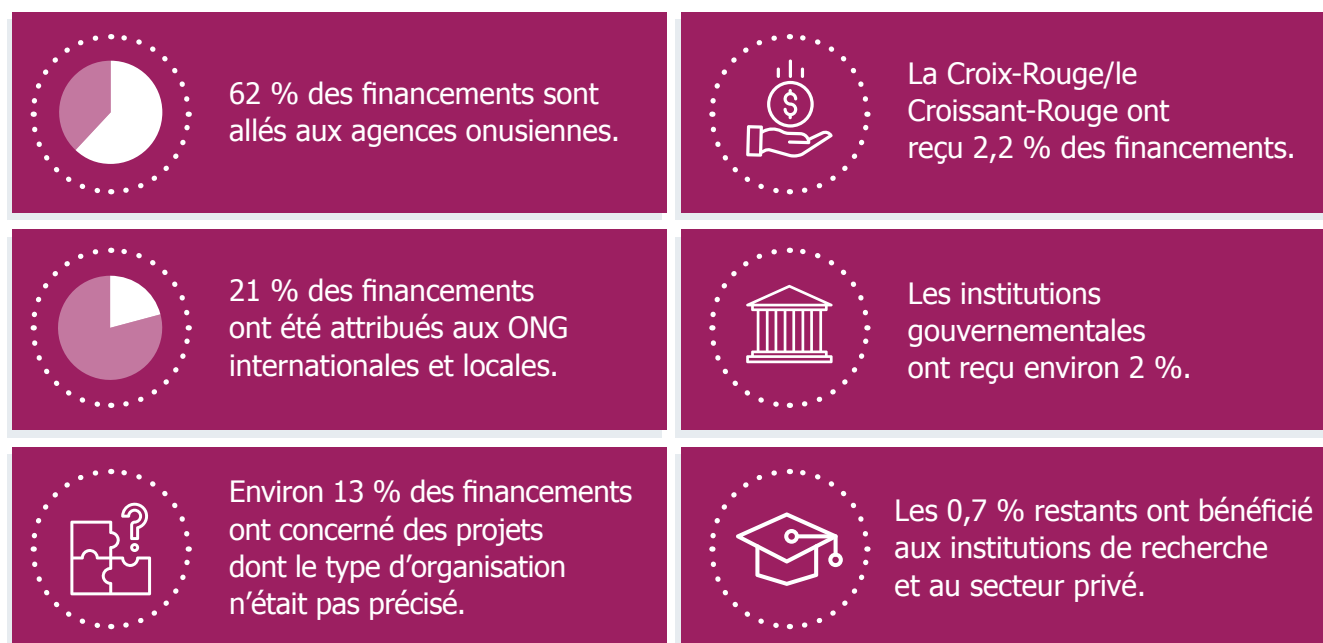 62 % des financements sont
allés aux agences onusiennes.
La Croix-Rouge/le
Croissant-Rouge ont
reçu 2,2 % des financements.
21 % des financements
ont été attribués aux ONG
internationales et locales.
Les institutions
gouvernementales
ont reçu environ 2 %.
Environ 13 % des financements
ont concerné des projets
dont le type d’organisation
n’était pas précisé.
Les 0,7 % restants ont bénéficié
aux institutions de recherche
et au secteur privé.